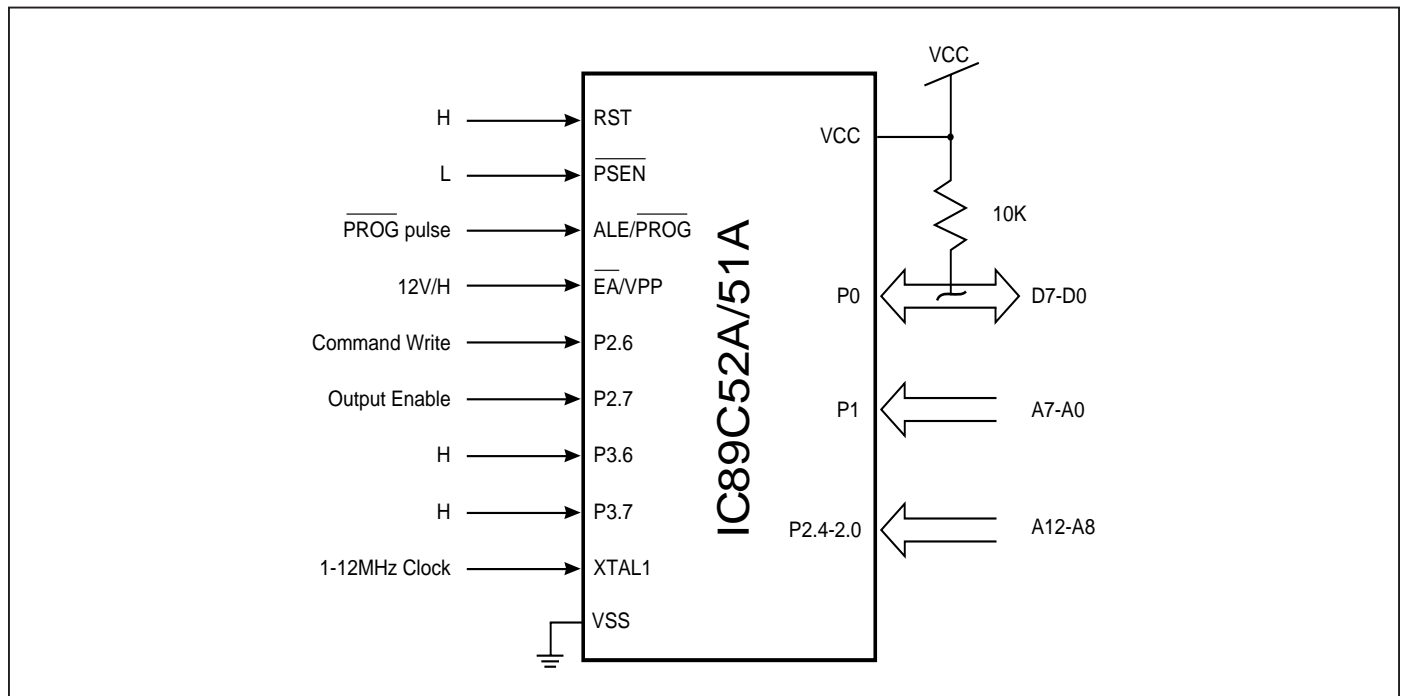 VCC
H
RST
VCC
L
PSEN
10K
PROG pulse
ALE/PROG
12V/H
EA/VPP
P0
D7-D0
Command Write
P2.6
Output Enable
P2.7
P1
A7-A0
H
P3.6
H
P3.7
P2.4-2.0
A12-A8
1-12MHz Clock
XTAL1
VSS
IC89C52A/51A